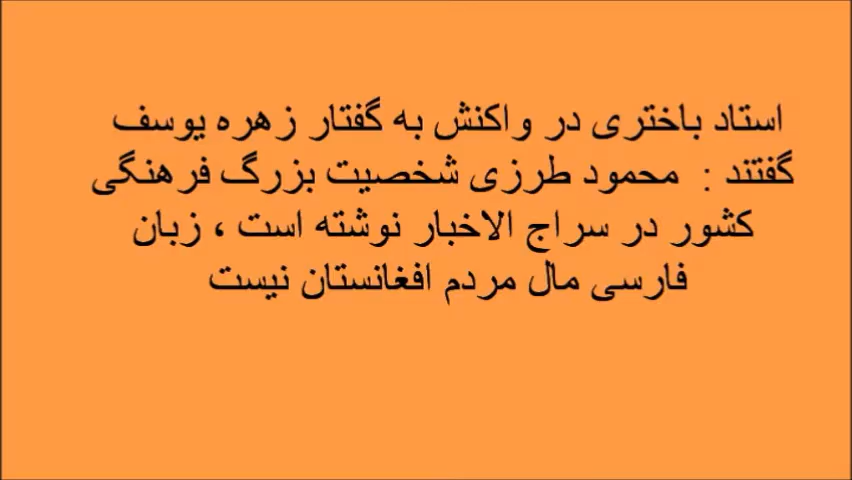 استاد باختری در واکنش به گفتار زهره یوسف
گفتند : محمود طرزی شخصیت بزرگ فرهنگی
کشور در سراج الاخبار نوشته است ، زبان
فارسی مال مردم افغانستان نیست